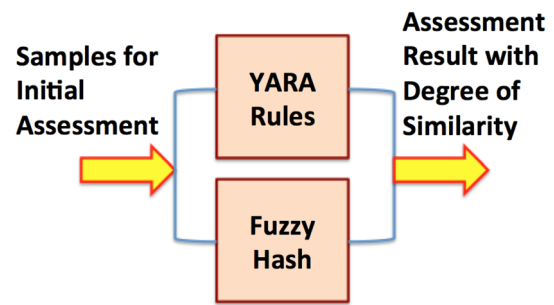 Samples for
Initial
Assessment
YARA
Rules
Fuzzy
Hash
Assessment
Result with
Degree of
Similarity